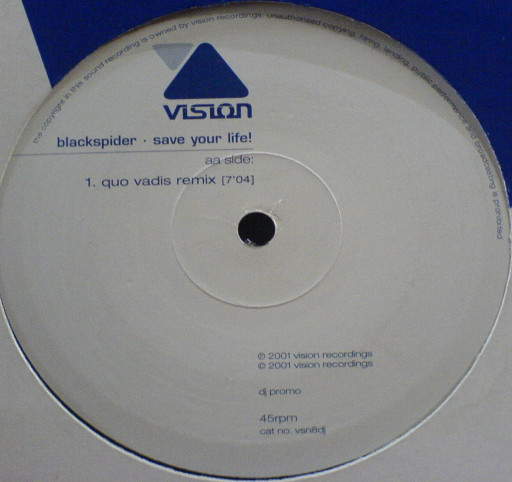 the copyright in this sound recording is owned by vision recordings. unauthorised copying, hiring, lending, public performance and broadcasting is prohibited
vision
blackspider · save your life!
aa side:
1. quo vadis remix [7'04]
℗ 2001 vision recordings
© 2001 vision recordings
dj promo
45rpm
cat no. vsn8dj